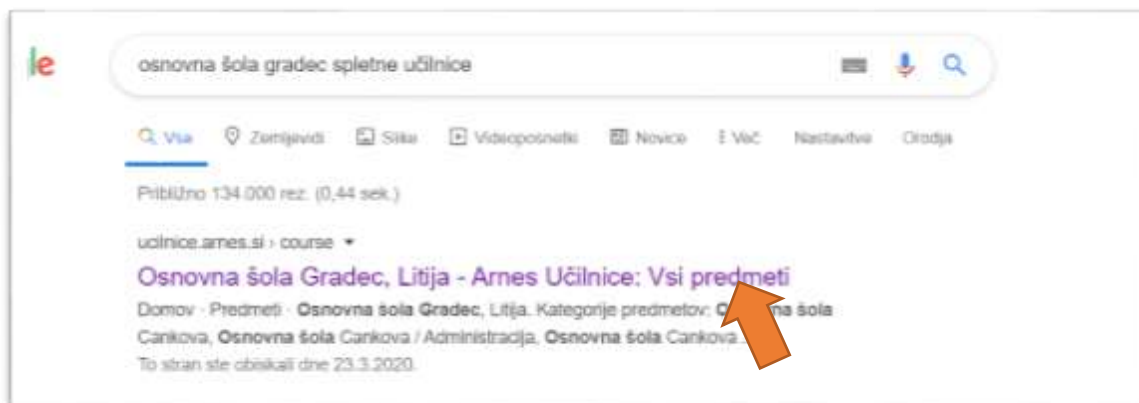 le
osnovna šola gradec spletne učilnice
Vsa Zemljevidi Slike Videoposnetki Novice Več Nastavitve Orodja
Približno 134.000 rez. (0,44 sek.)
ucilnice.arnes.si › course
Osnovna šola Gradec, Litija - Arnes Učilnice: Vsi predmeti
Domov · Predmeti · Osnovna šola Gradec, Litija. Kategorije predmetov: šola
Cankova, Osnovna šola Cankova / Administracija, Osnovna šola Cankova
To stran ste obiskali dne 23.3.2020.